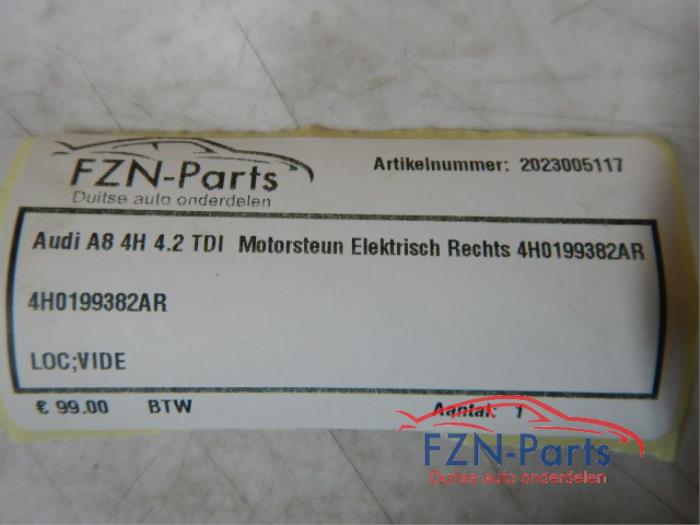 FZN-Parts
Duitse auto onderdelen
Artikelnummer: 2023005117
Audi A8 4H 4.2 TDI Motorsteun Elektrisch Rechts 4H0199382AR
4H0199382AR
LOC;VIDE
€ 99.00 BTW Aantal: 1
FZN-Parts
Duitse auto onderdelen